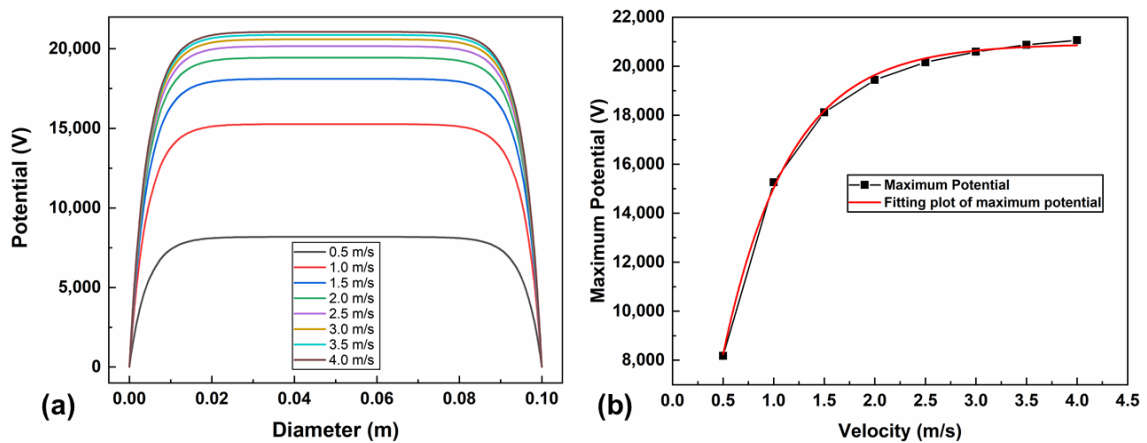 20,000
15,000
10,000
5,000
0
Potential (V)
0.5 m/s
1.0 m/s
1.5 m/s
2.0 m/s
2.5 m/s
3.0 m/s
3.5 m/s
4.0 m/s
0.00 0.02 0.04 0.06 0.08 0.10
Diameter (m)
(a)
22,000
20,000
18,000
16,000
14,000
12,000
10,000
8,000
Maximum Potential (V)
Maximum Potential
Fitting plot of maximum potential
0.0 0.5 1.0 1.5 2.0 2.5 3.0 3.5 4.0 4.5
Velocity (m/s)
(b)